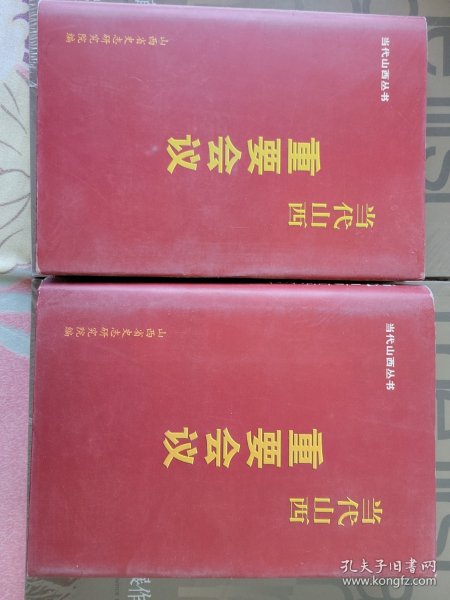 当代山西丛书
当代山西
重要会议
山西省史志研究院 编
当代山西丛书
当代山西
重要会议
山西省史志研究院 编
孔夫子旧书网
www.kongfz.com